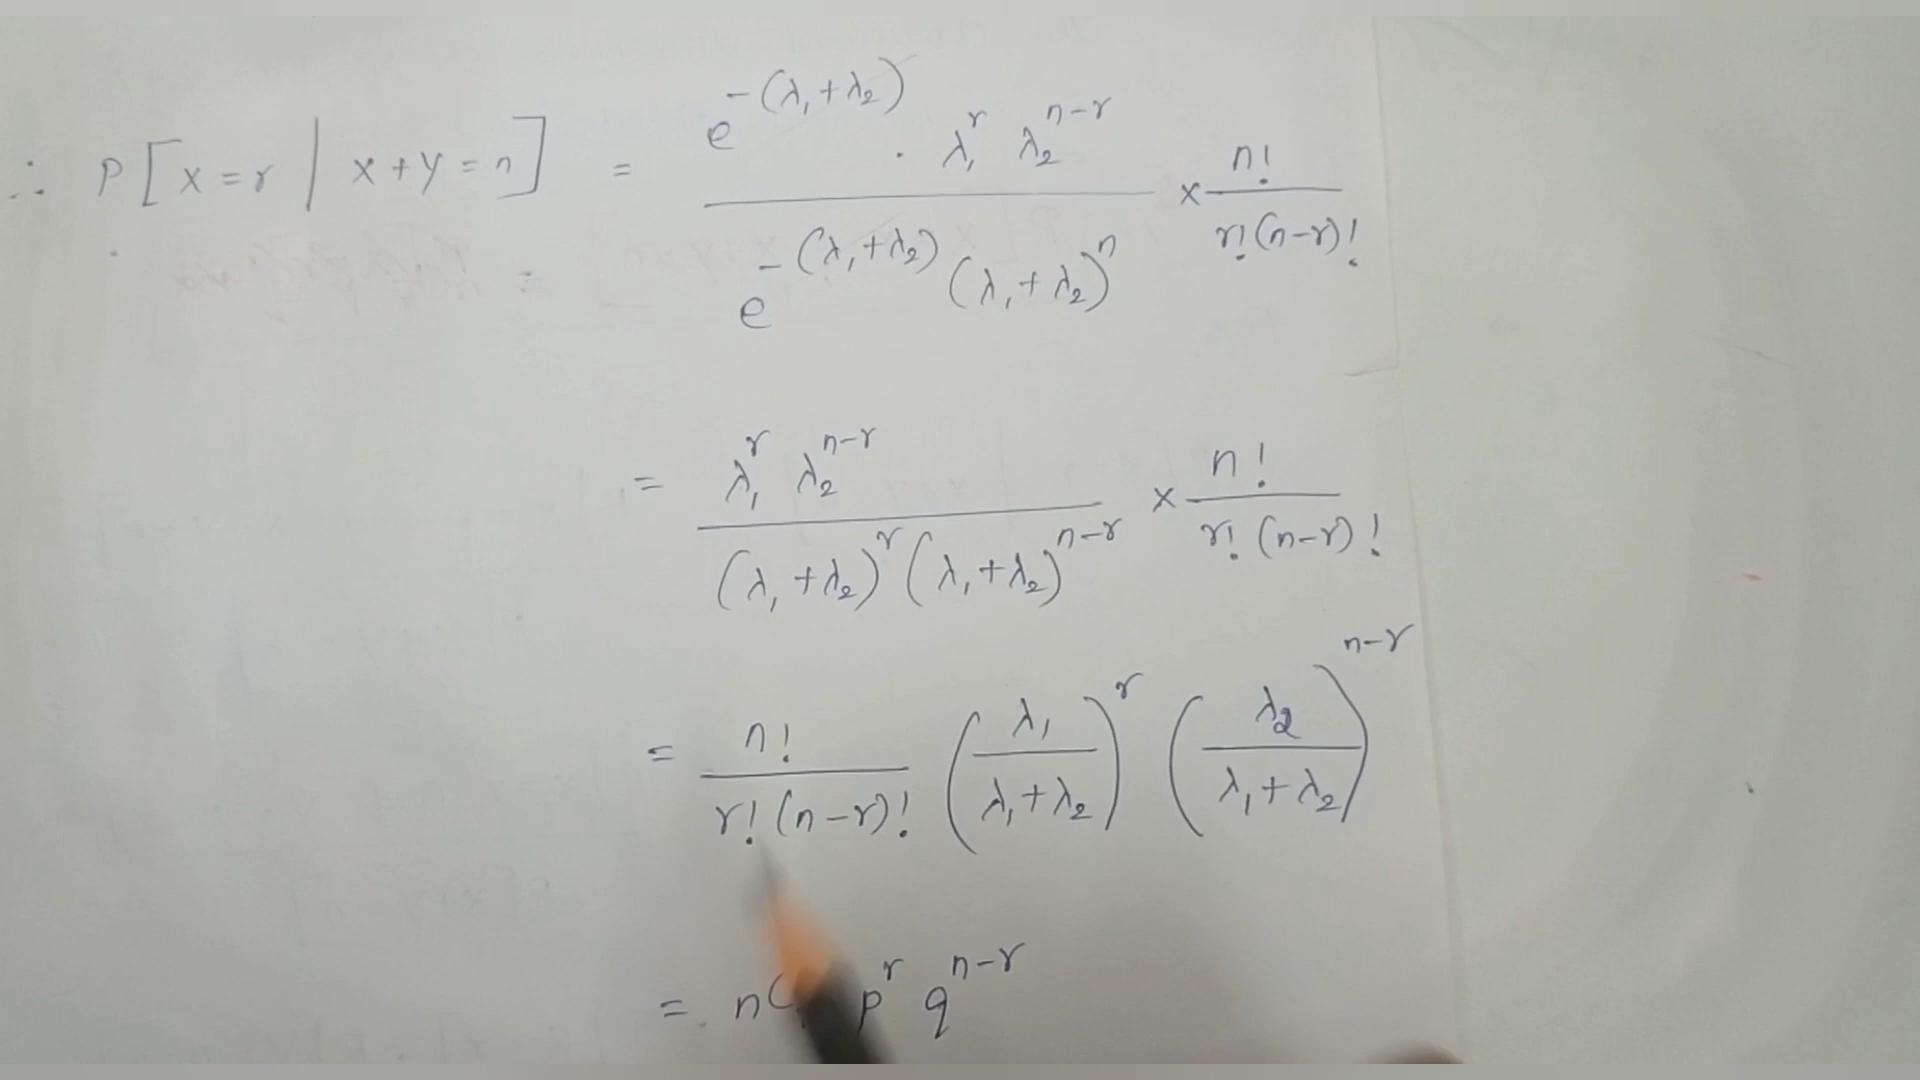 ∴ P[X=r | X+Y=n] = e^{-(λ₁+λ₂)} · λ₁^r λ₂^{n-r} / e^{-(λ₁+λ₂)} (λ₁+λ₂)^n × n! / r!(n-r)!
= λ₁^r λ₂^{n-r} / (λ₁+λ₂)^r (λ₁+λ₂)^{n-r} × n! / r!(n-r)!
= n! / r!(n-r)! (λ₁ / λ₁+λ₂)^r (λ₂ / λ₁+λ₂)^{n-r}
= nC p^r q^{n-r}